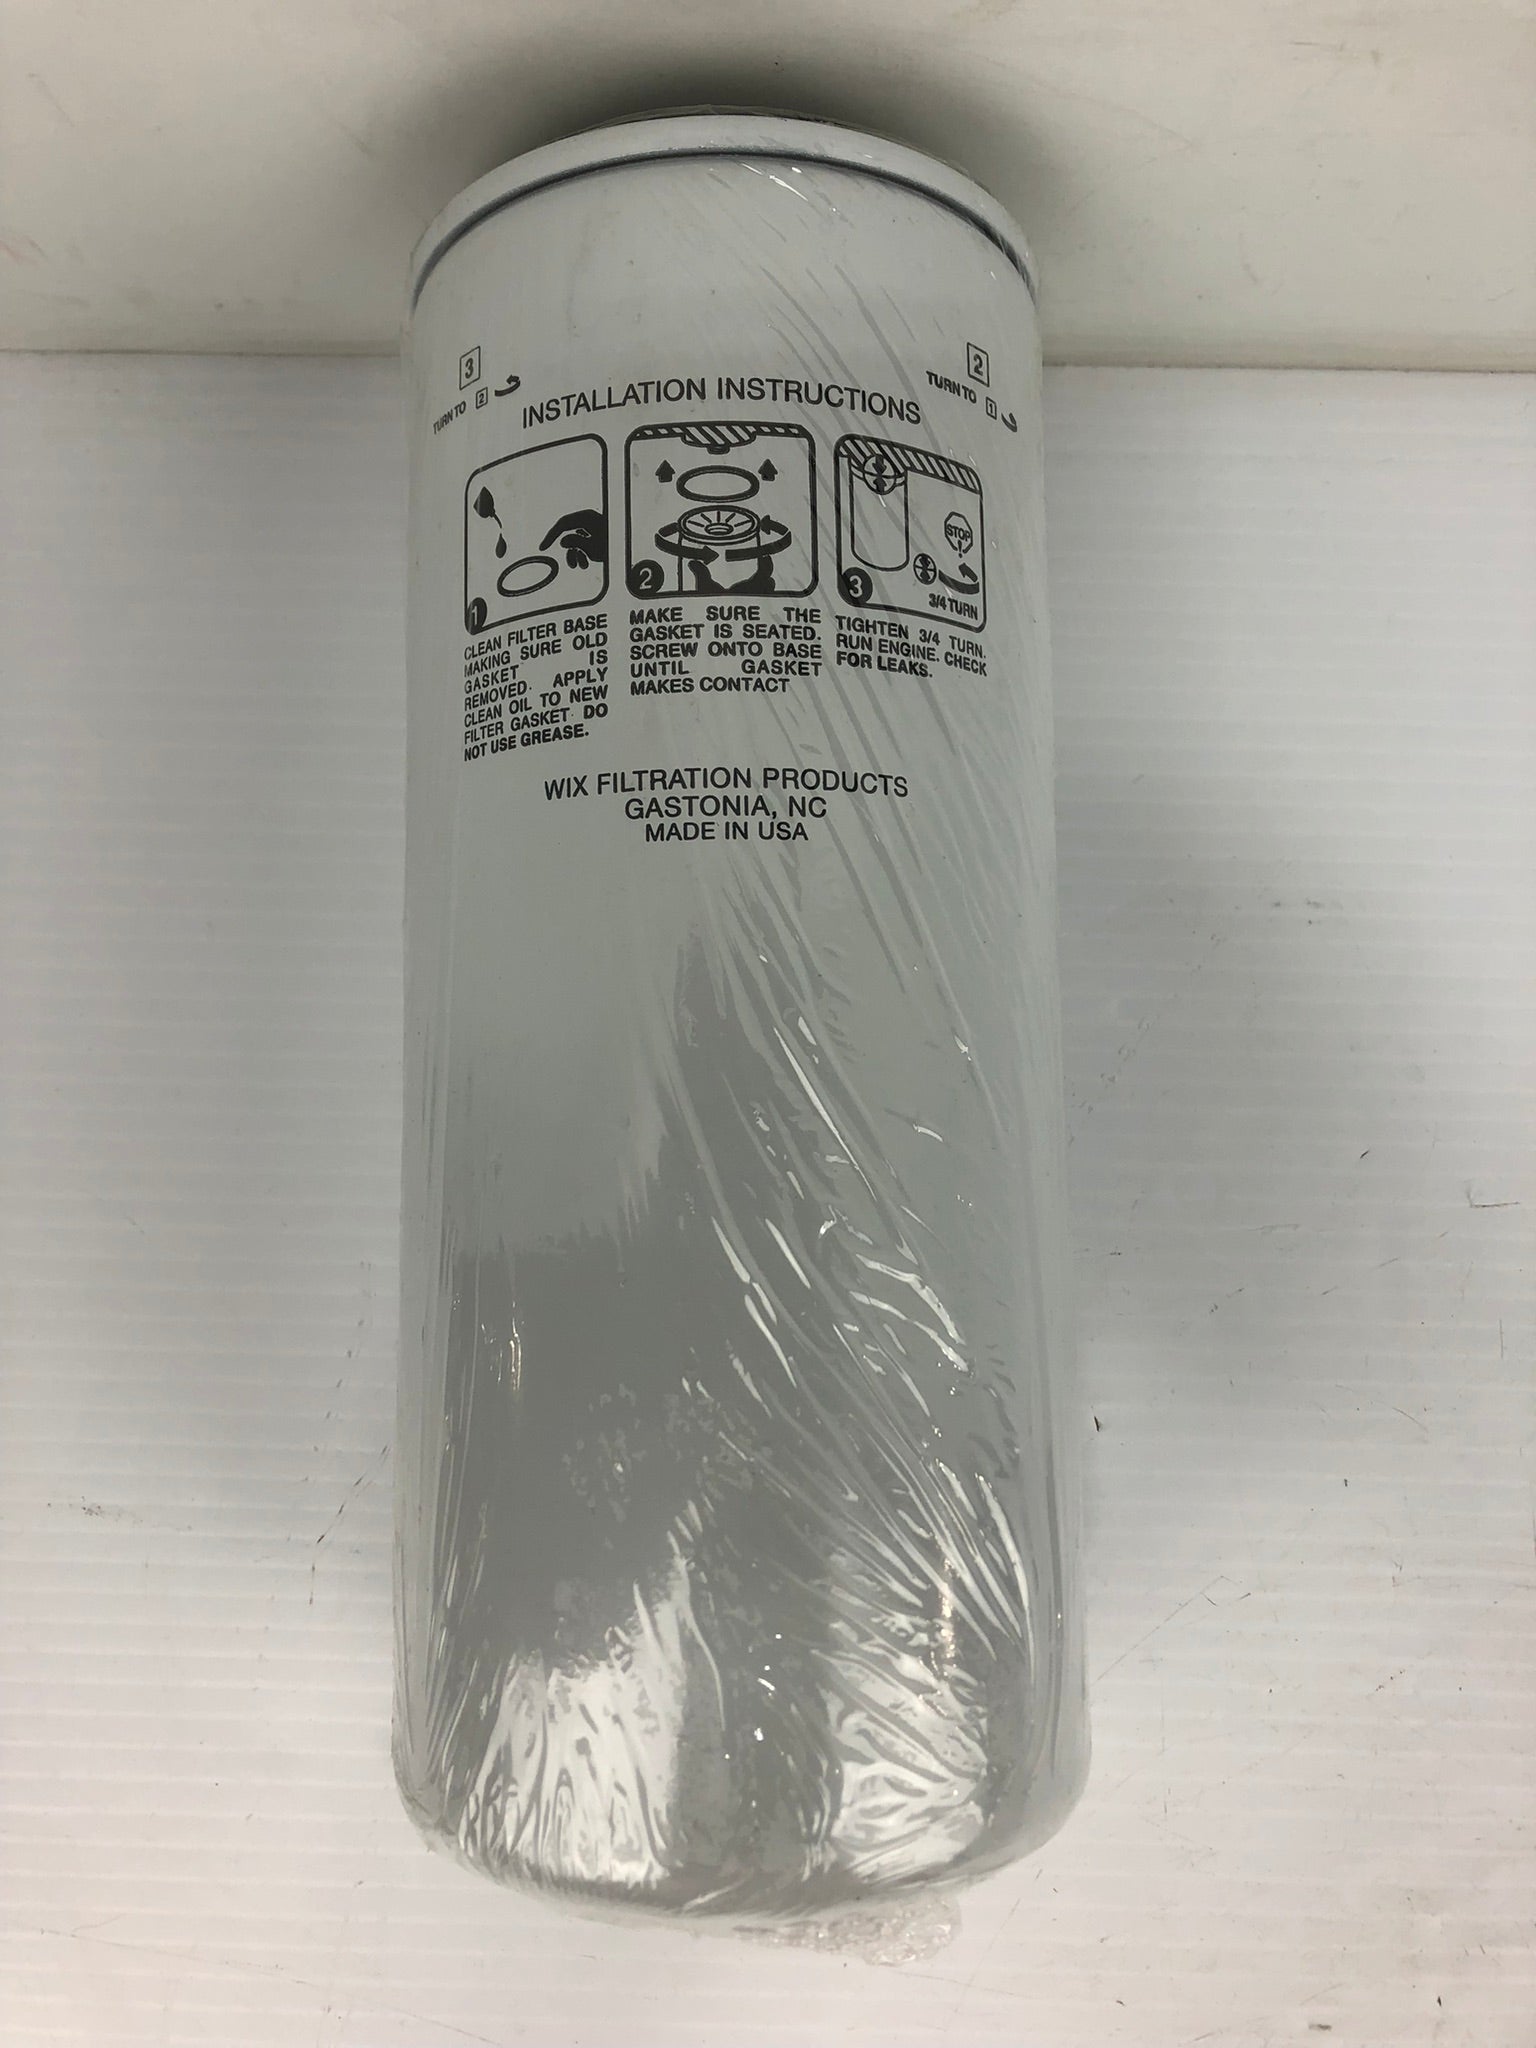 3
TURN TO 2
2
TURN TO 1
INSTALLATION INSTRUCTIONS
1
CLEAN FILTER BASE
MAKING SURE OLD
GASKET IS
REMOVED. APPLY
CLEAN OIL TO NEW
FILTER GASKET. DO
NOT USE GREASE.
2
MAKE SURE THE
GASKET IS SEATED.
SCREW ONTO BASE
UNTIL GASKET
MAKES CONTACT
STOP
3
3/4 TURN
TIGHTEN 3/4 TURN.
RUN ENGINE. CHECK
FOR LEAKS.
WIX FILTRATION PRODUCTS
GASTONIA, NC
MADE IN USA